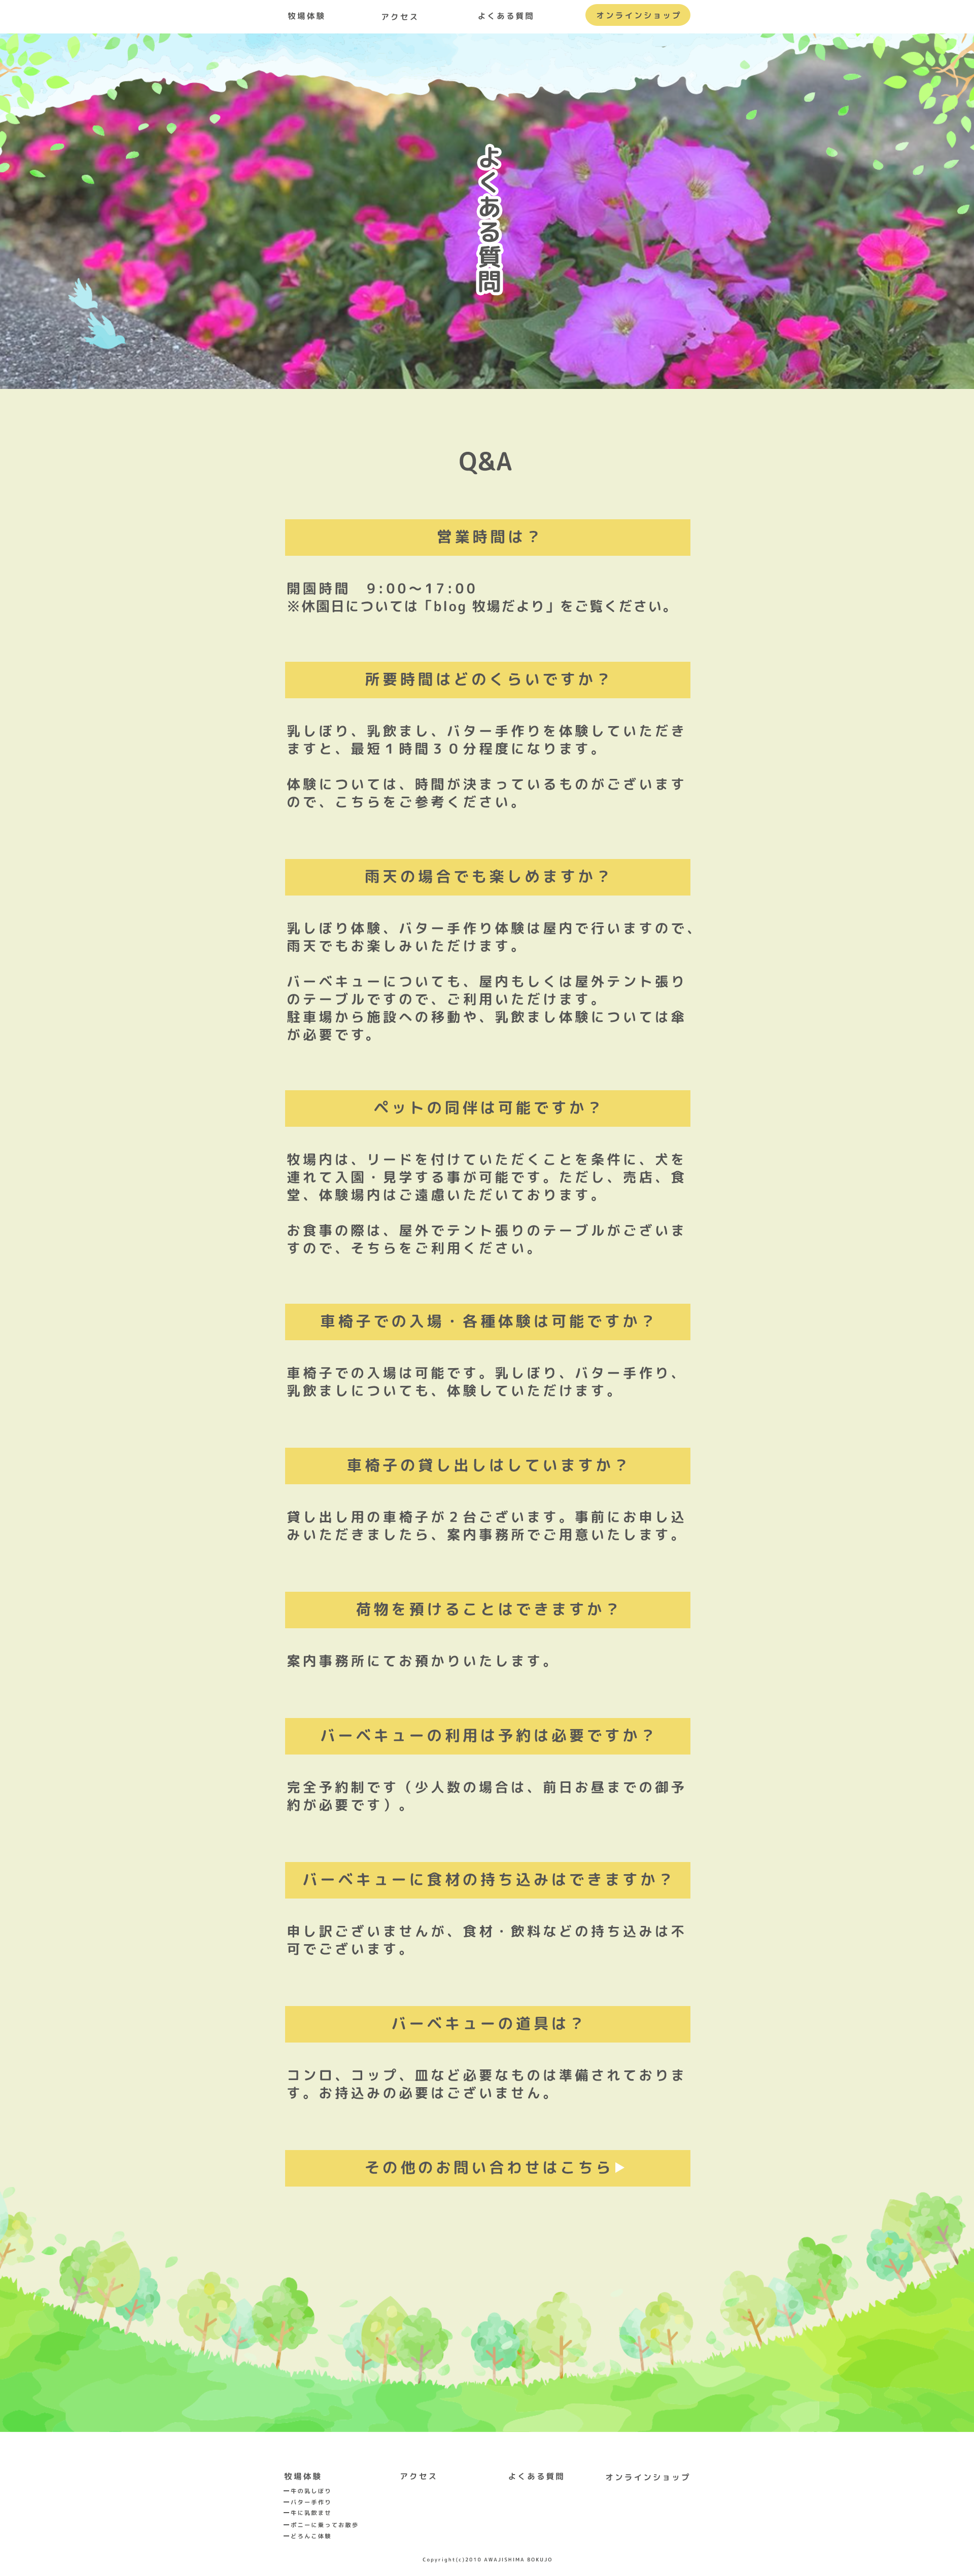 牧場体験
アクセス
よくある質問
オンラインショップ
よくある質問
Q&A
営業時間は？
開園時間　9:00～17:00
※休園日については「blog 牧場だより」をご覧ください。
所要時間はどのくらいですか？
乳しぼり、乳飲まし、バター手作りを体験していただき
ますと、最短１時間３０分程度になります。
体験については、時間が決まっているものがございます
ので、こちらをご参考ください。
雨天の場合でも楽しめますか？
乳しぼり体験、バター手作り体験は屋内で行いますので、
雨天でもお楽しみいただけます。
バーベキューについても、屋内もしくは屋外テント張り
のテーブルですので、ご利用いただけます。
駐車場から施設への移動や、乳飲まし体験については傘
が必要です。
ペットの同伴は可能ですか？
牧場内は、リードを付けていただくことを条件に、犬を
連れて入園・見学する事が可能です。ただし、売店、食
堂、体験場内はご遠慮いただいております。
お食事の際は、屋外でテント張りのテーブルがございま
すので、そちらをご利用ください。
車椅子での入場・各種体験は可能ですか？
車椅子での入場は可能です。乳しぼり、バター手作り、
乳飲ましについても、体験していただけます。
車椅子の貸し出しはしていますか？
貸し出し用の車椅子が２台ございます。事前にお申し込
みいただきましたら、案内事務所でご用意いたします。
荷物を預けることはできますか？
案内事務所にてお預かりいたします。
バーベキューの利用は予約は必要ですか？
完全予約制です（少人数の場合は、前日お昼までの御予
約が必要です）。
バーベキューに食材の持ち込みはできますか？
申し訳ございませんが、食材・飲料などの持ち込みは不
可でございます。
バーベキューの道具は？
コンロ、コップ、皿など必要なものは準備されておりま
す。お持込みの必要はございません。
その他のお問い合わせはこちら▶
牧場体験
ー牛の乳しぼり
ーバター手作り
ー牛に乳飲ませ
ーポニーに乗ってお散歩
ーどろんこ体験
アクセス
よくある質問
オンラインショップ
Copyright(c)2010 AWAJISHIMA BOKUJO